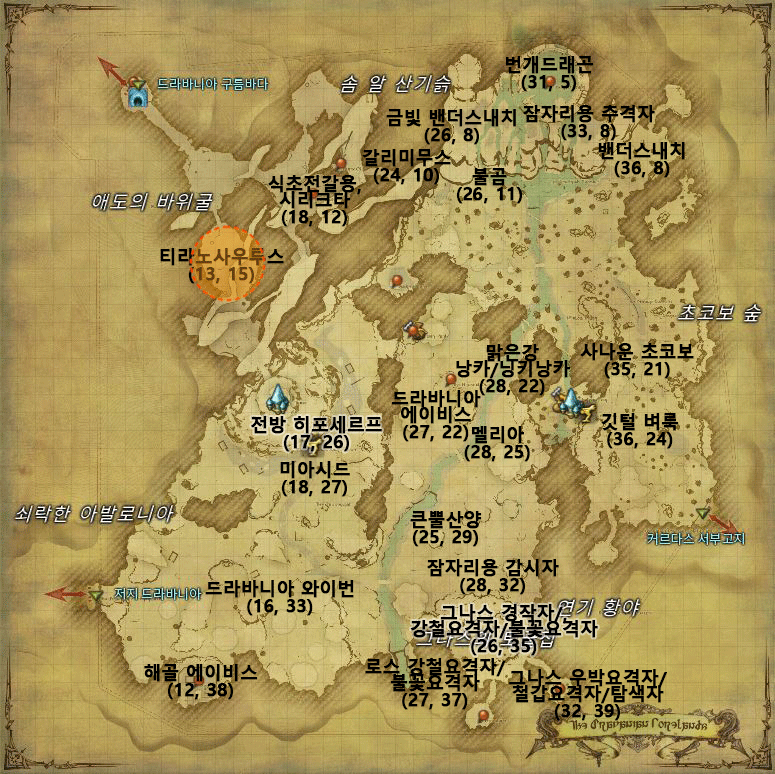 번개드래곤
(31, 5)
드라바니아 구름바다
솜 알 산기슭
금빛 밴더스내치
(26, 8)
잠자리용 추격자
(33, 8)
밴더스내치
(36, 8)
갈리미무스
(24, 10)
불곰
(26, 11)
식초전갈용,
시리크타
(18, 12)
애도의 바위굴
티라노사우루스
(13, 15)
초코보 숲
맑은강
낭카/닝키낭카
(28, 22)
사나운 초코보
(35, 21)
드라바니아
에이비스
(27, 22)
전방 히포세르프
(17, 26)
멜리아
(28, 25)
깃털 벼룩
(36, 24)
미아시드
(18, 27)
쇠락한 아발로니아
큰뿔산양
(25, 29)
커르다스 서부고지
잠자리용 감시자
(28, 32)
저지 드라바니아
드라바니야 와이번
(16, 33)
연기 황야
그나스 경작자/
강철요격자/불꽃요격자
(26, 35)
해골 에이비스
(12, 38)
로스 강철요격자/
불꽃요격자
(27, 37)
그나스 우박요격자/
철갑요격자/탐색자
(32, 39)
The Dravanian Forelands